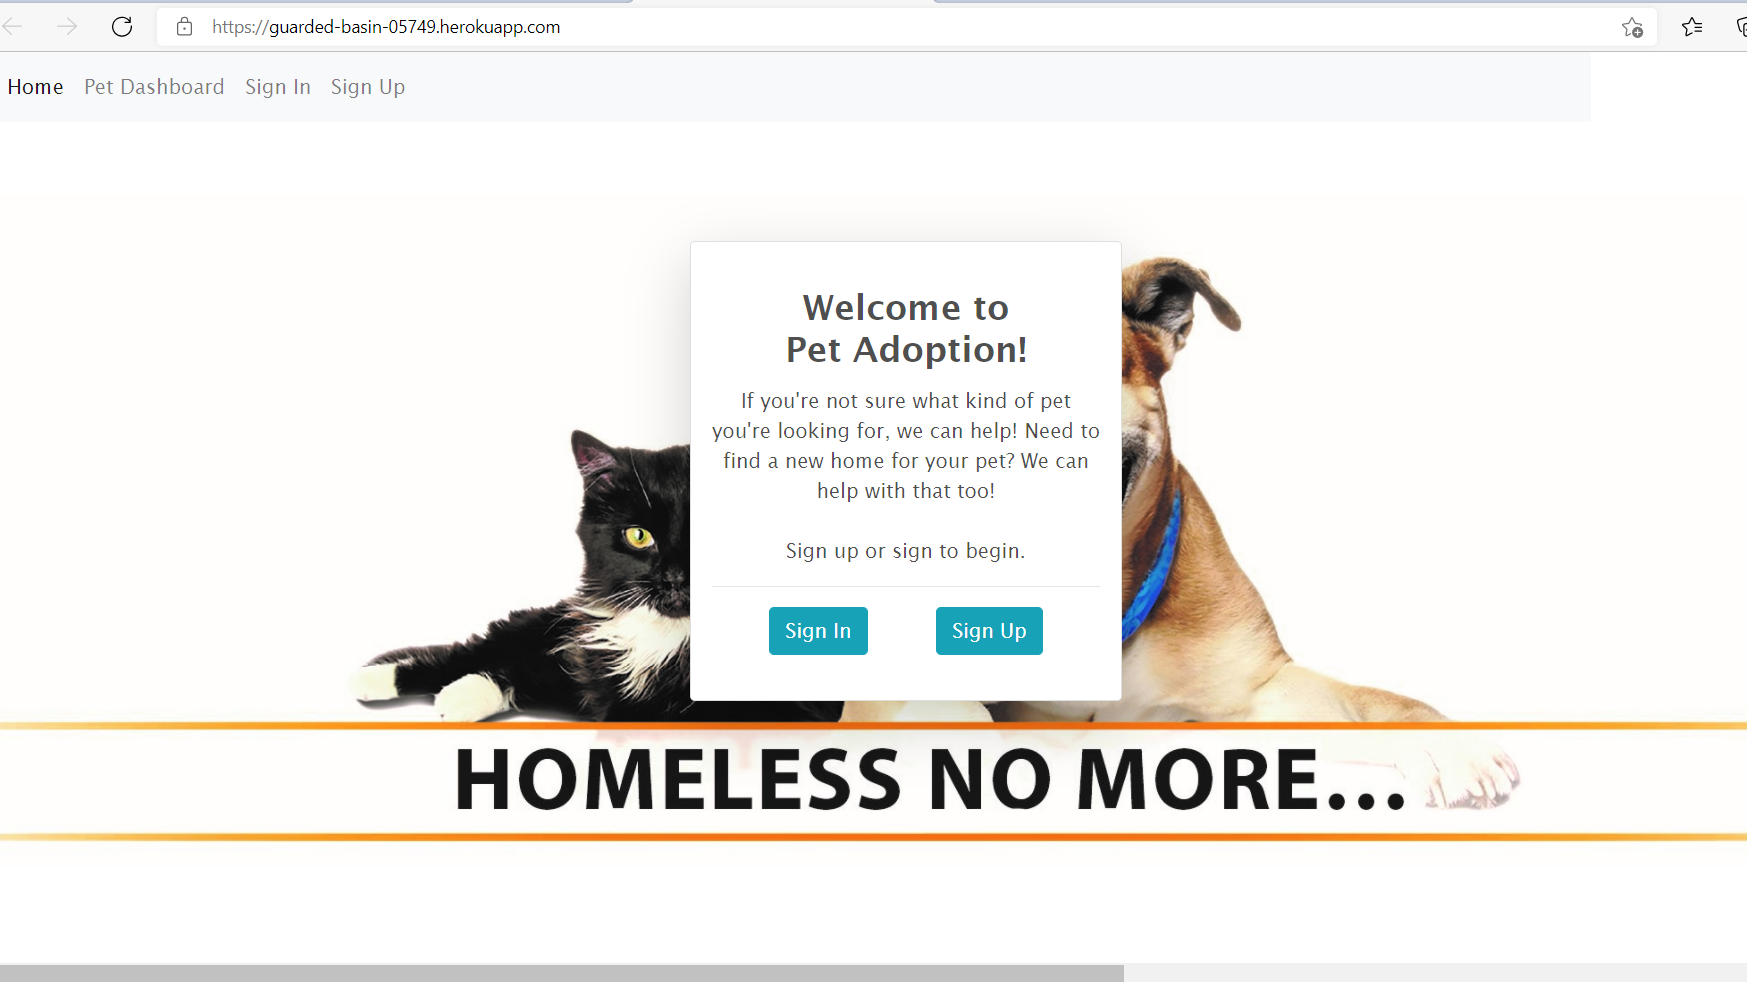 https://guarded-basin-05749.herokuapp.com
Home Pet Dashboard Sign In Sign Up
Welcome to
Pet Adoption!
If you're not sure what kind of pet
you're looking for, we can help! Need to
find a new home for your pet? We can
help with that too!
Sign up or sign to begin.
Sign In Sign Up
HOMELESS NO MORE...